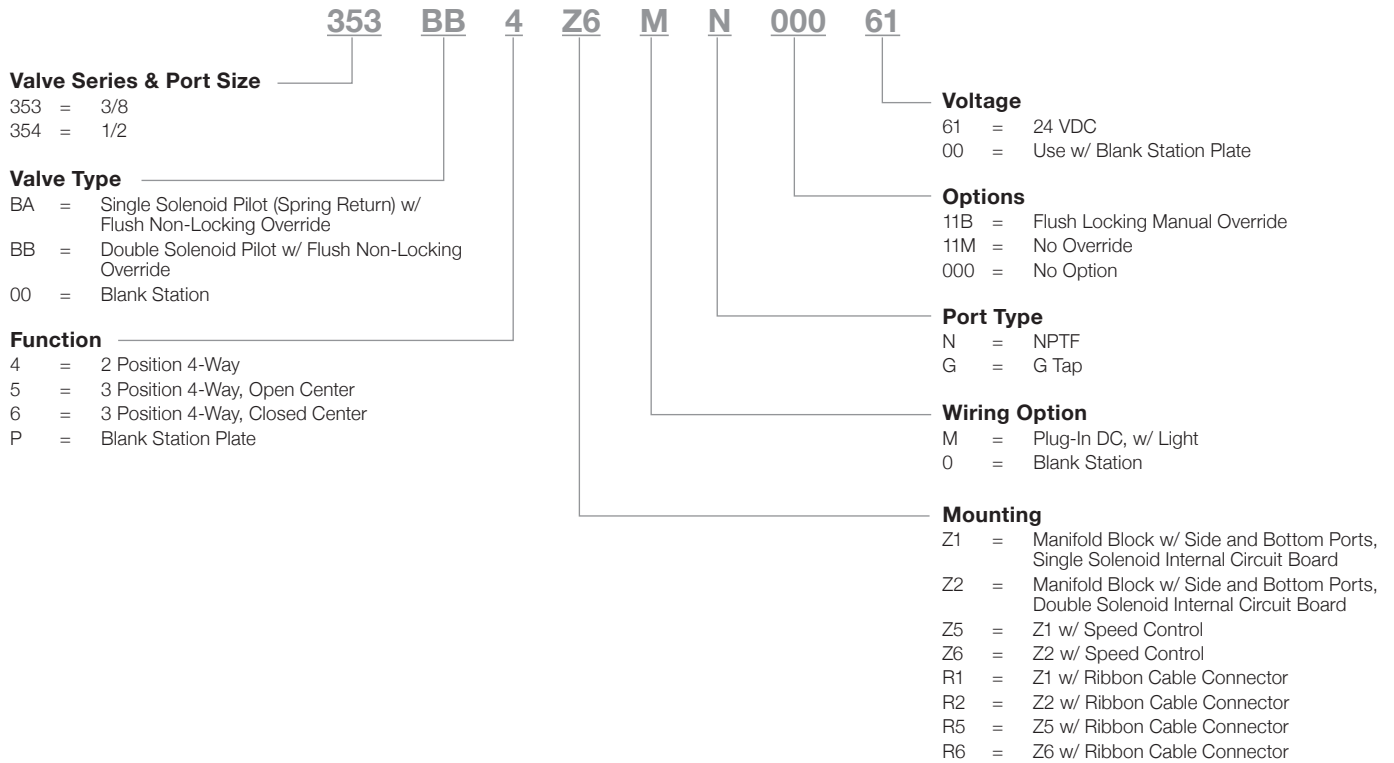 353 BB 4 Z6 M N 000 61
Valve Series & Port Size
353 = 3/8
354 = 1/2
Valve Type
BA = Single Solenoid Pilot (Spring Return) w/
Flush Non-Locking Override
BB = Double Solenoid Pilot w/ Flush Non-Locking
Override
00 = Blank Station
Function
4 = 2 Position 4-Way
5 = 3 Position 4-Way, Open Center
6 = 3 Position 4-Way, Closed Center
P = Blank Station Plate
Voltage
61 = 24 VDC
00 = Use w/ Blank Station Plate
Options
11B = Flush Locking Manual Override
11M = No Override
000 = No Option
Port Type
N = NPTF
G = G Tap
Wiring Option
M = Plug-In DC, w/ Light
0 = Blank Station
Mounting
Z1 = Manifold Block w/ Side and Bottom Ports,
Single Solenoid Internal Circuit Board
Z2 = Manifold Block w/ Side and Bottom Ports,
Double Solenoid Internal Circuit Board
Z5 = Z1 w/ Speed Control
Z6 = Z2 w/ Speed Control
R1 = Z1 w/ Ribbon Cable Connector
R2 = Z2 w/ Ribbon Cable Connector
R5 = Z5 w/ Ribbon Cable Connector
R6 = Z6 w/ Ribbon Cable Connector